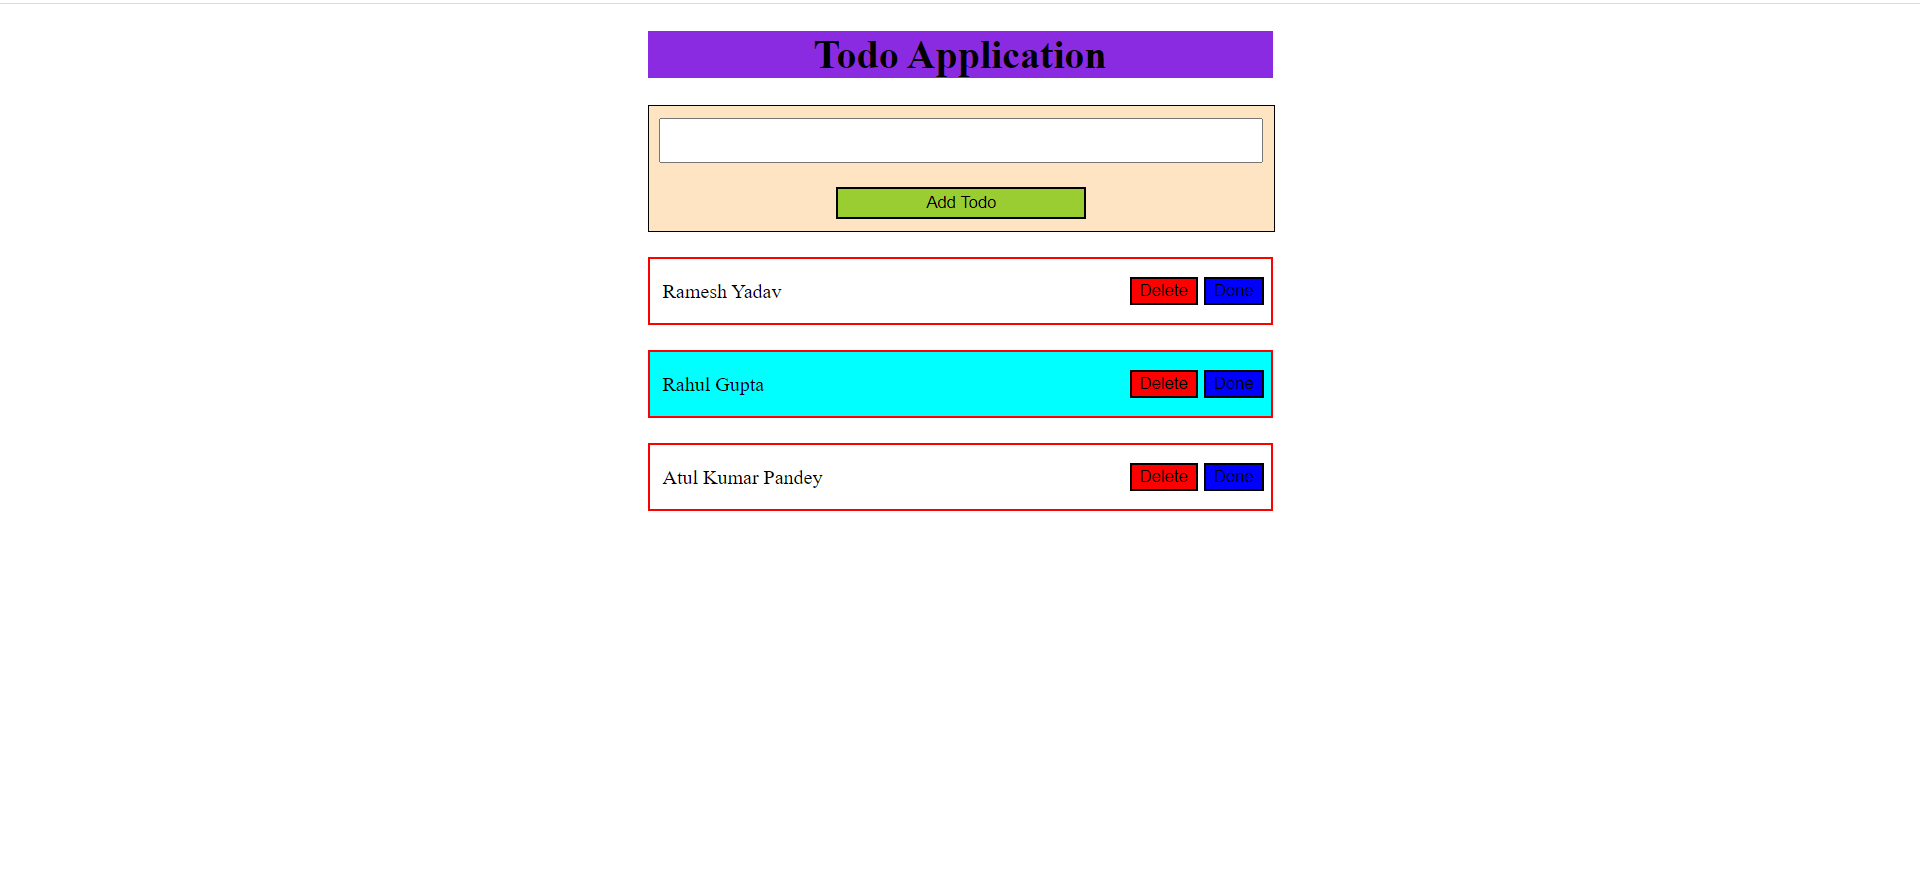 Todo Application
Add Todo
Ramesh Yadav Delete Done
Rahul Gupta Delete Done
Atul Kumar Pandey Delete Done